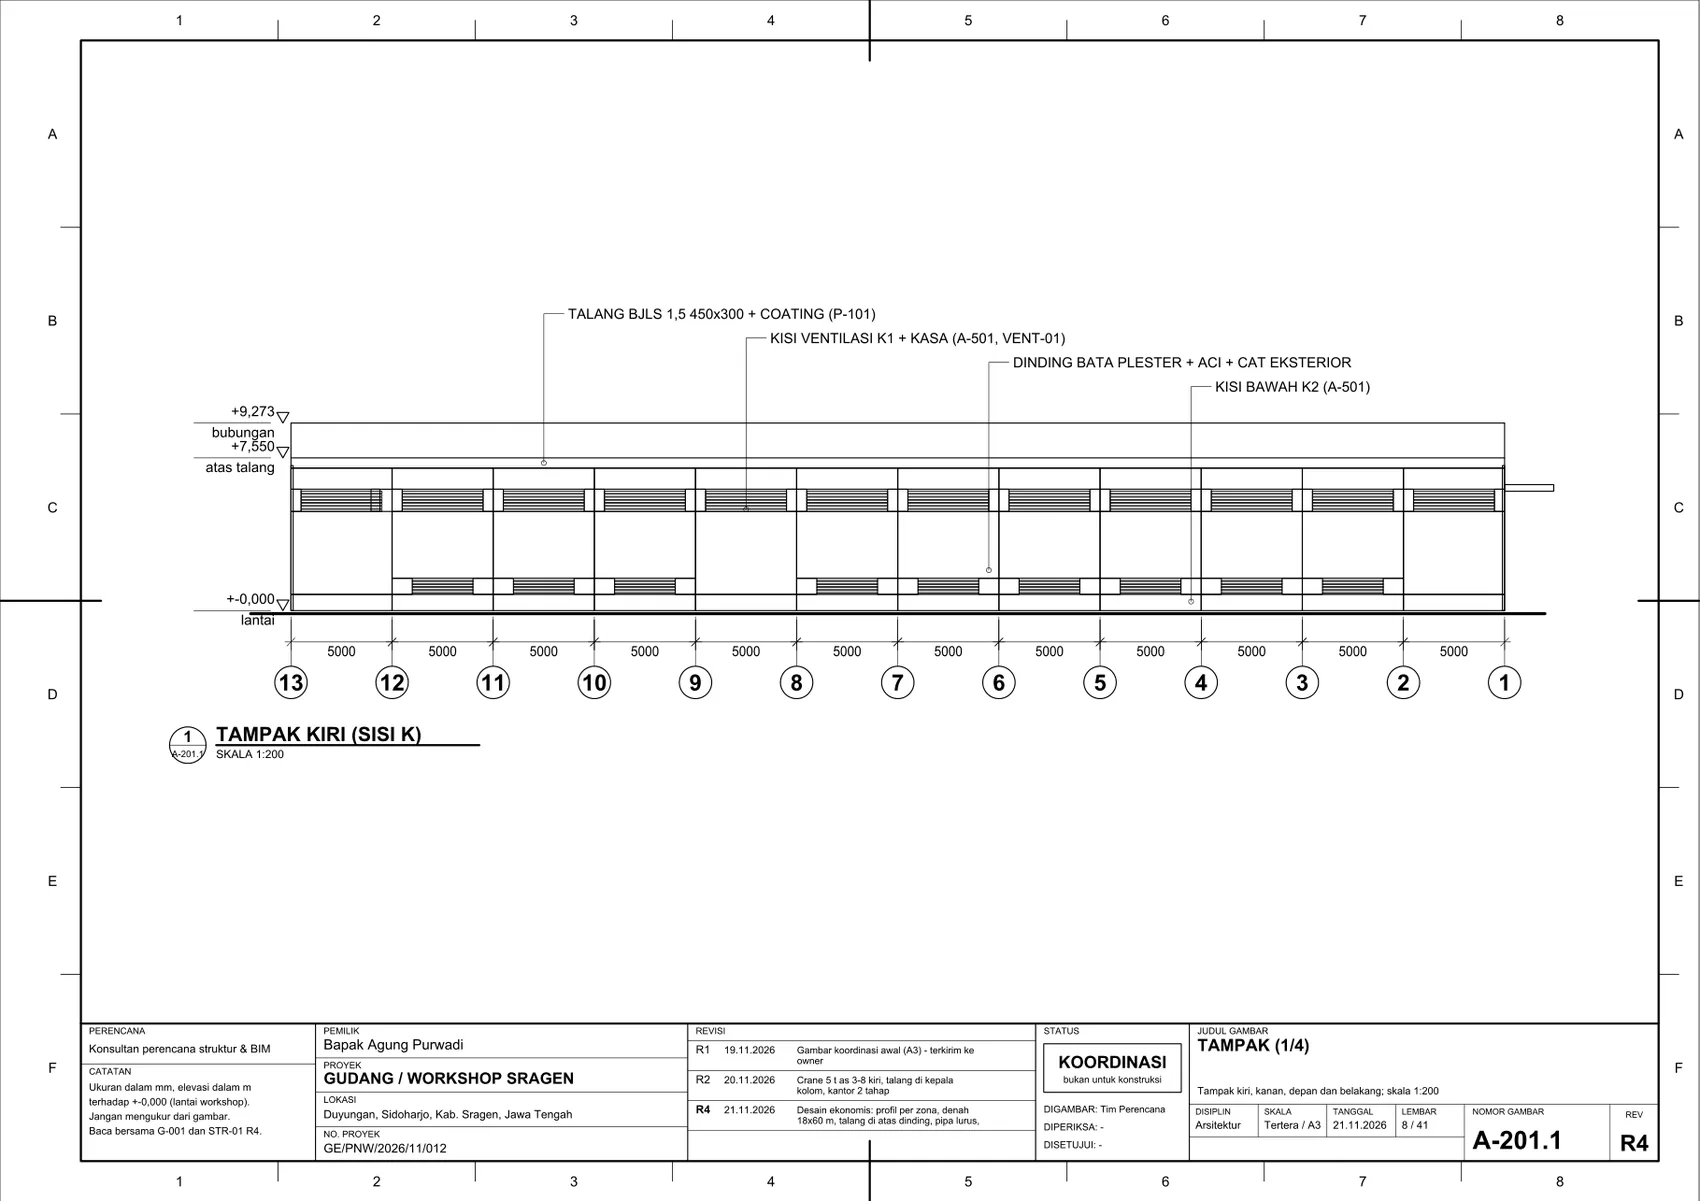 1 2 3 4 5 6 7 8
A A
B B
C C
D D
E E
F F
TALANG BJLS 1,5 450x300 + COATING (P-101)
KISI VENTILASI K1 + KASA (A-501, VENT-01)
DINDING BATA PLESTER + ACI + CAT EKSTERIOR
KISI BAWAH K2 (A-501)
+9,273
bubungan
+7,550
atas talang
+-0,000
lantai
5000 5000 5000 5000 5000 5000 5000 5000 5000 5000 5000 5000
13 12 11 10 9 8 7 6 5 4 3 2 1
1
A-201.1
TAMPAK KIRI (SISI K)
SKALA 1:200
PERENCANA
Konsultan perencana struktur & BIM
CATATAN
Ukuran dalam mm, elevasi dalam m
terhadap +-0,000 (lantai workshop).
Jangan mengukur dari gambar.
Baca bersama G-001 dan STR-01 R4.
PEMILIK
Bapak Agung Purwadi
PROYEK
GUDANG / WORKSHOP SRAGEN
LOKASI
Duyungan, Sidoharjo, Kab. Sragen, Jawa Tengah
NO. PROYEK
GE/PNW/2026/11/012
REVISI
R1 19.11.2026 Gambar koordinasi awal (A3) - terkirim ke
owner
R2 20.11.2026 Crane 5 t as 3-8 kiri, talang di kepala
kolom, kantor 2 tahap
R4 21.11.2026 Desain ekonomis: profil per zona, denah
18x60 m, talang di atas dinding, pipa lurus,
STATUS
KOORDINASI
bukan untuk konstruksi
DIGAMBAR: Tim Perencana
DIPERIKSA: -
DISETUJUI: -
JUDUL GAMBAR
TAMPAK (1/4)
Tampak kiri, kanan, depan dan belakang; skala 1:200
DISIPLIN
Arsitektur
SKALA
Tertera / A3
TANGGAL
21.11.2026
LEMBAR
8 / 41
NOMOR GAMBAR
A-201.1
REV
R4
1 2 3 4 5 6 7 8